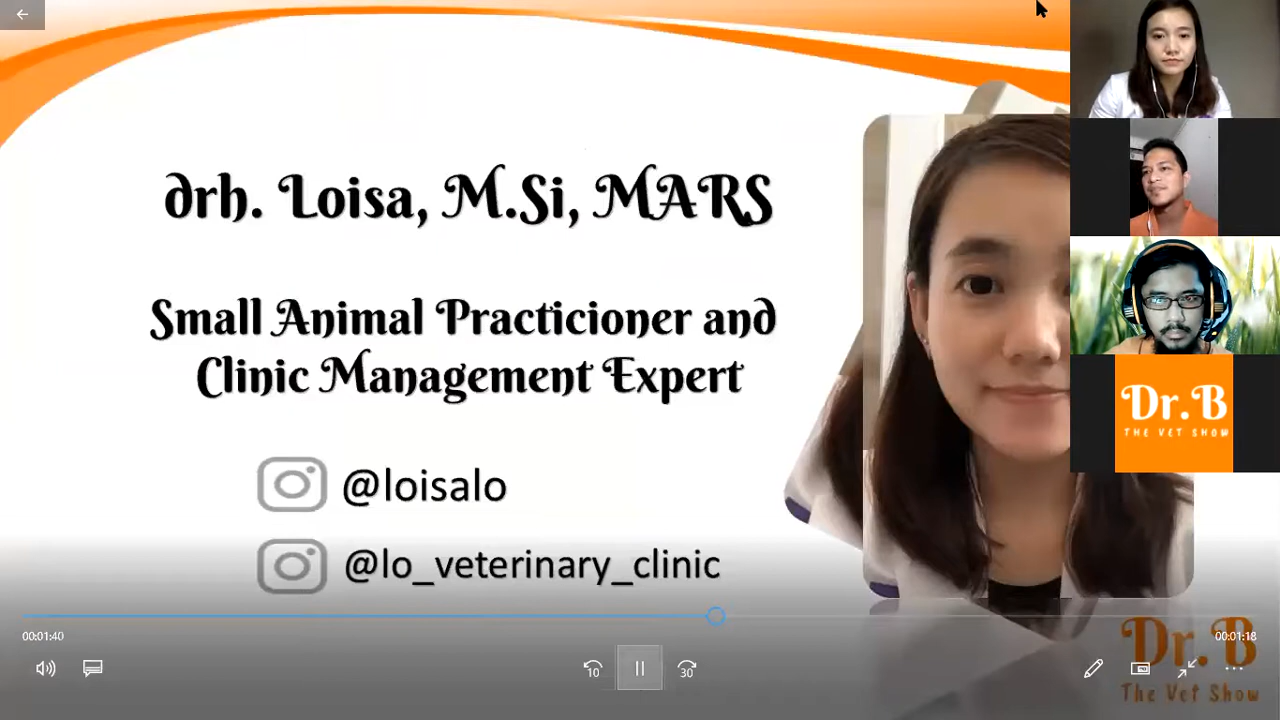 drh. Loisa, M.Si, MARS
Small Animal Practicioner and
Clinic Management Expert
@loisalo
@lo_veterinary_clinic
Dr.B
THE VET SHOW
00:01:40
00:01:18
10
30
Dr. B
The Vet Show